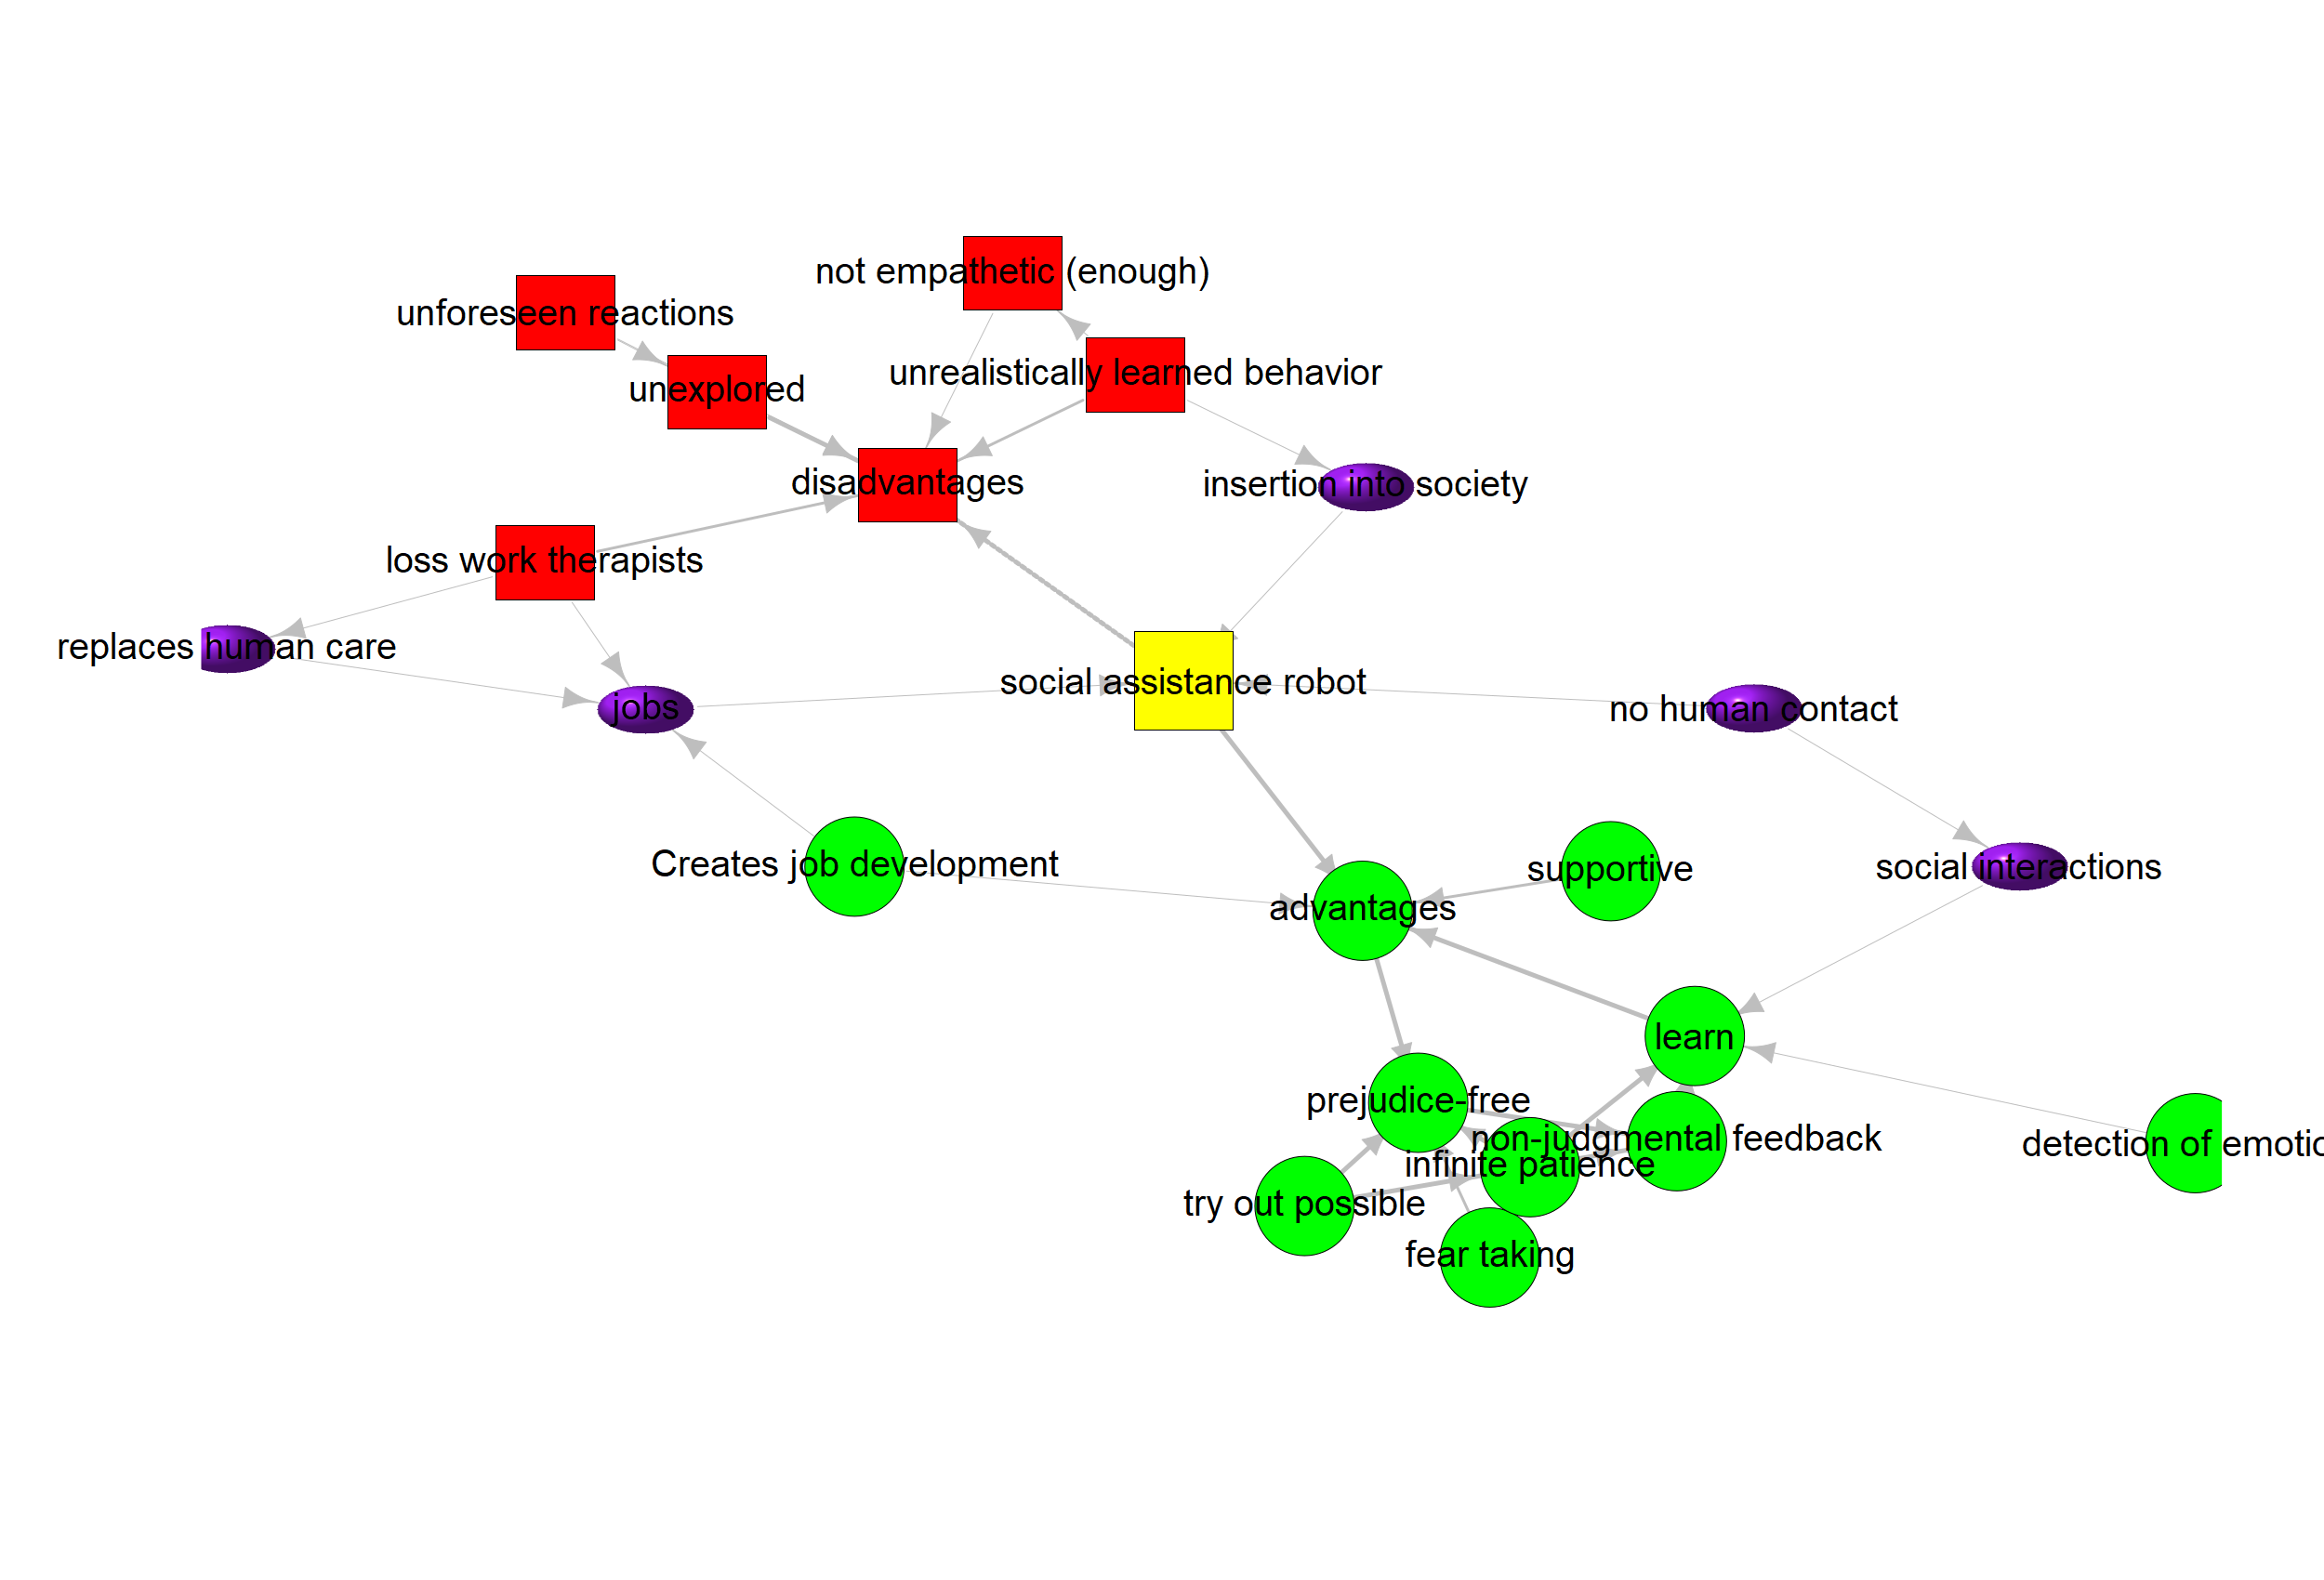 not empathetic (enough)
unforeseen reactions
unrealistically learned behavior
unexplored
disadvantages
insertion into society
loss work therapists
replaces human care
social assistance robot
jobs
no human contact
Creates job development
supportive
social interactions
advantages
learn
prejudice-free
non-judgmental feedback
detection of emotio
infinite patience
try out possible
fear taking